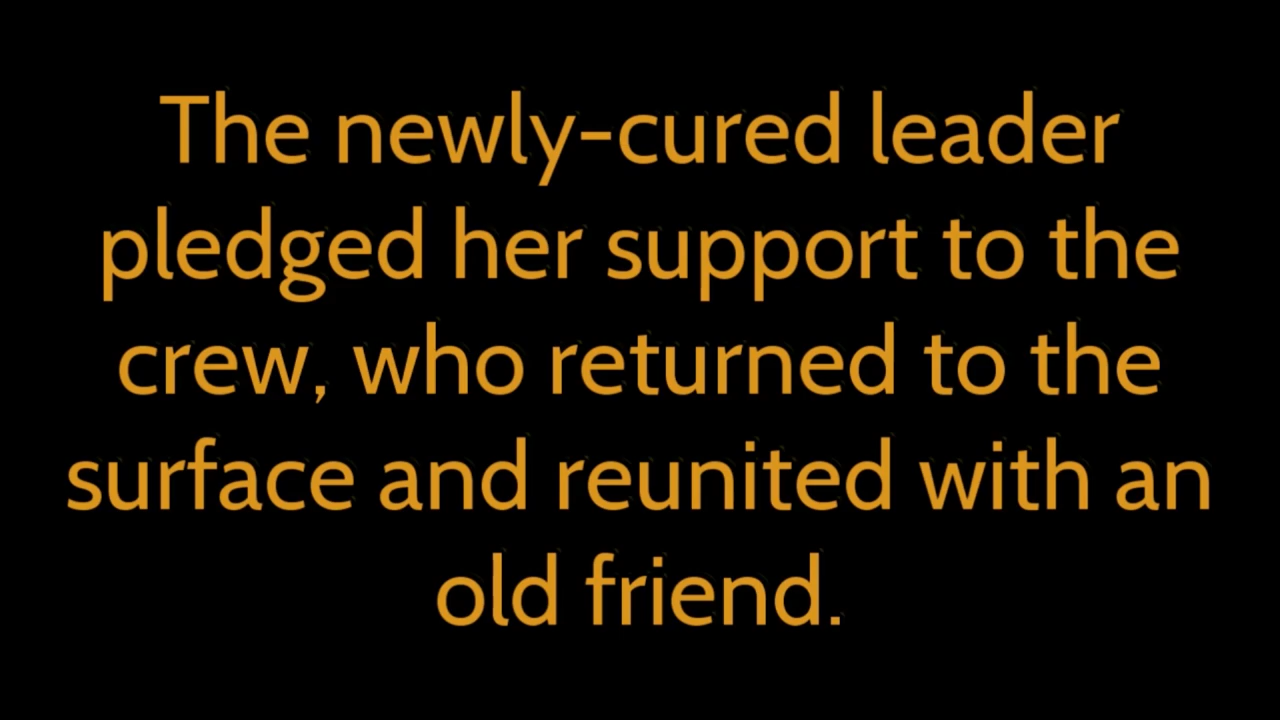 The newly-cured leader
pledged her support to the
crew, who returned to the
surface and reunited with an
old friend.